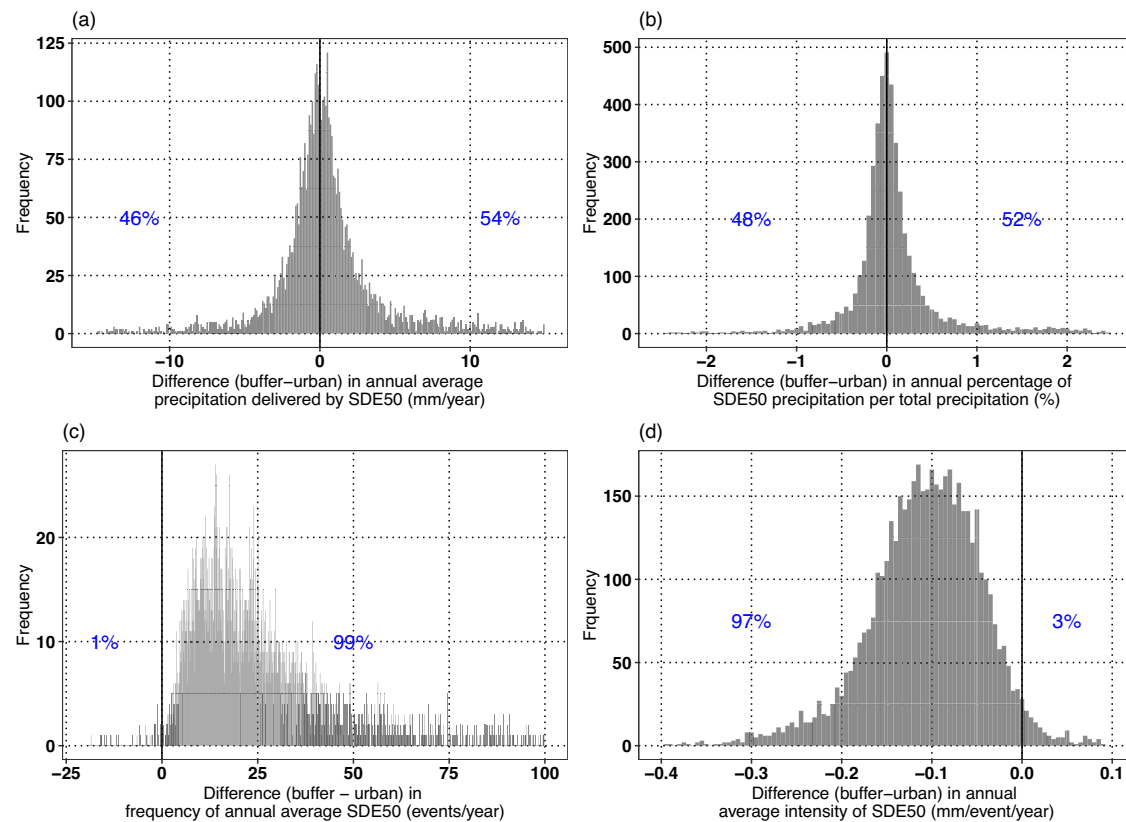 (a)
125
100
75
50
25
0
Frequency
46%
54%
−10
0
10
Difference (buffer−urban) in annual average
precipitation delivered by SDE50 (mm/year)
(b)
500
400
300
200
100
0
Frequency
48%
52%
−2
−1
0
1
2
Difference (buffer−urban) in annual percentage of
SDE50 precipitation per total precipitation (%)
(c)
20
10
0
Frequency
1%
99%
−25
0
25
50
75
100
Difference (buffer − urban) in
frequency of annual average SDE50 (events/year)
(d)
150
100
50
0
Frquency
97%
3%
−0.4
−0.3
−0.2
−0.1
0.0
0.1
Difference (buffer−urban) in annual
average intensity of SDE50 (mm/event/year)